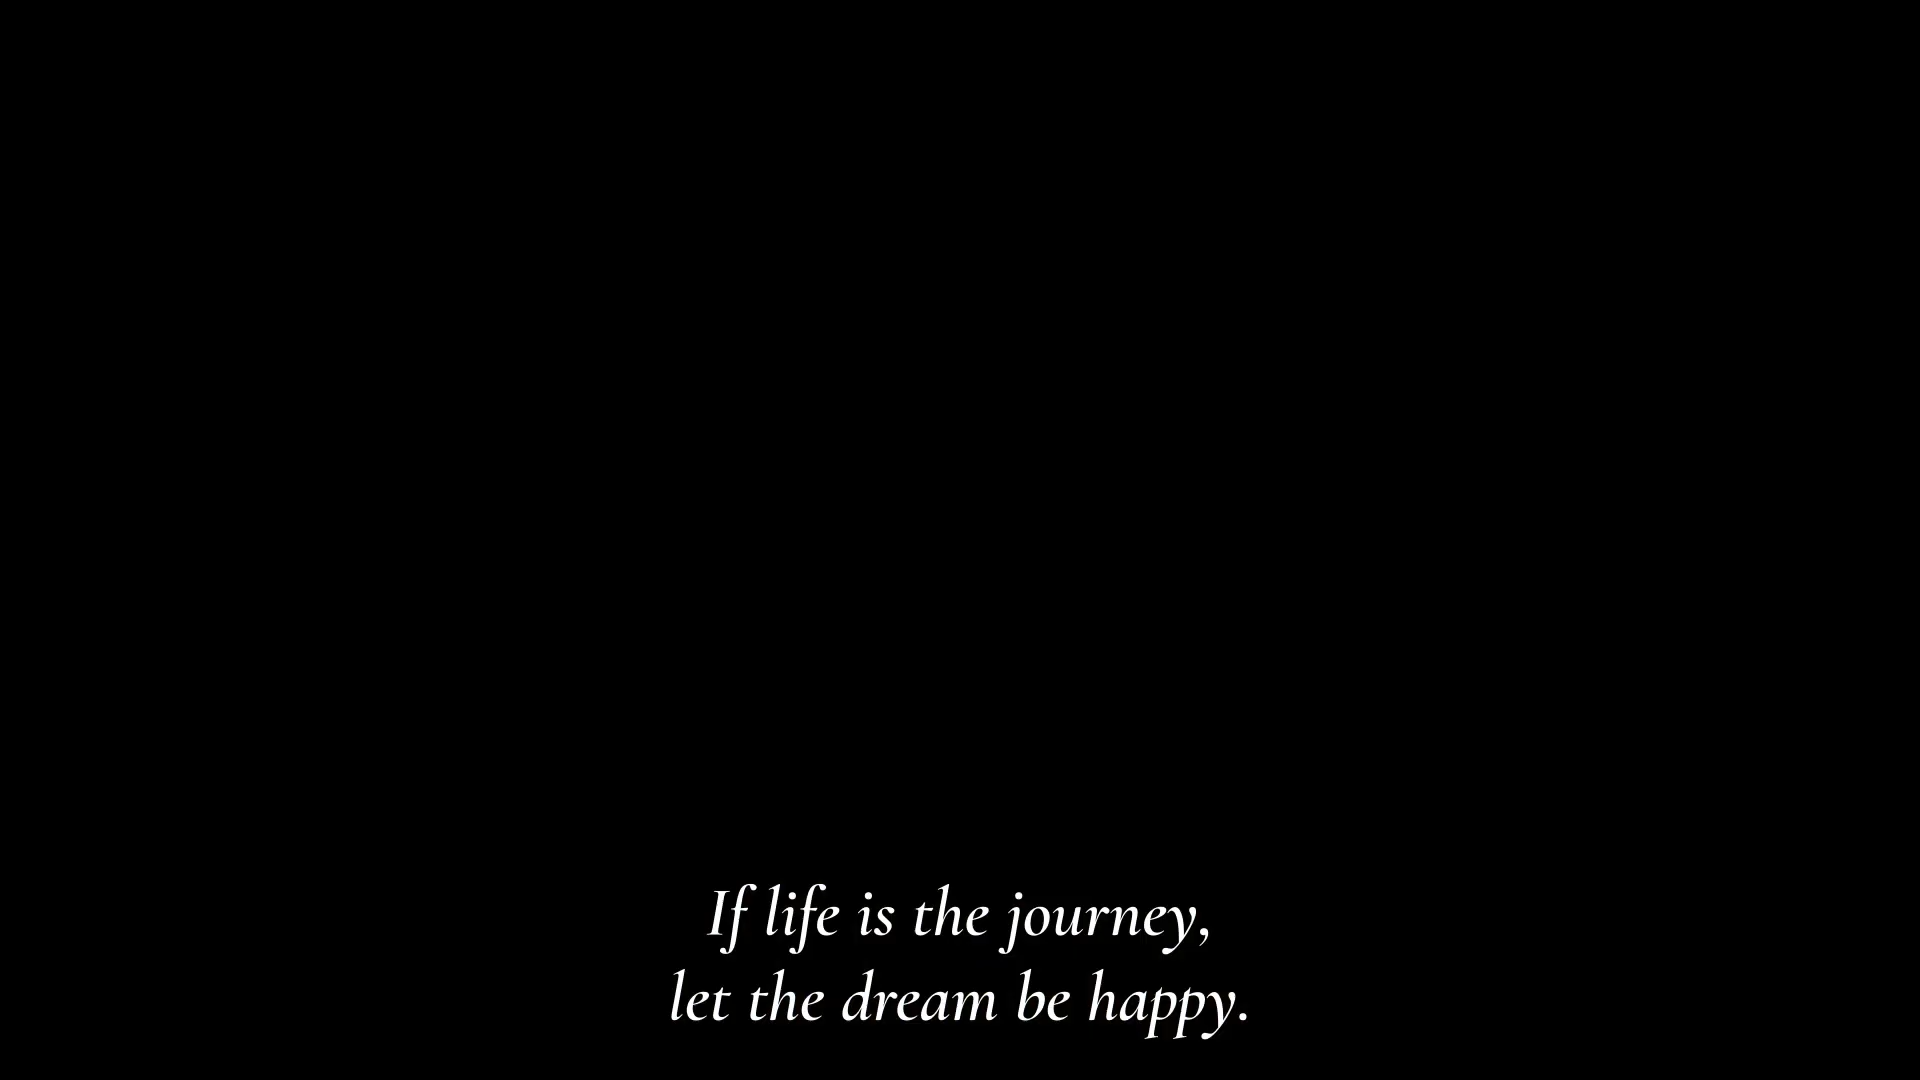 If life is the journey,
let the dream be happy.